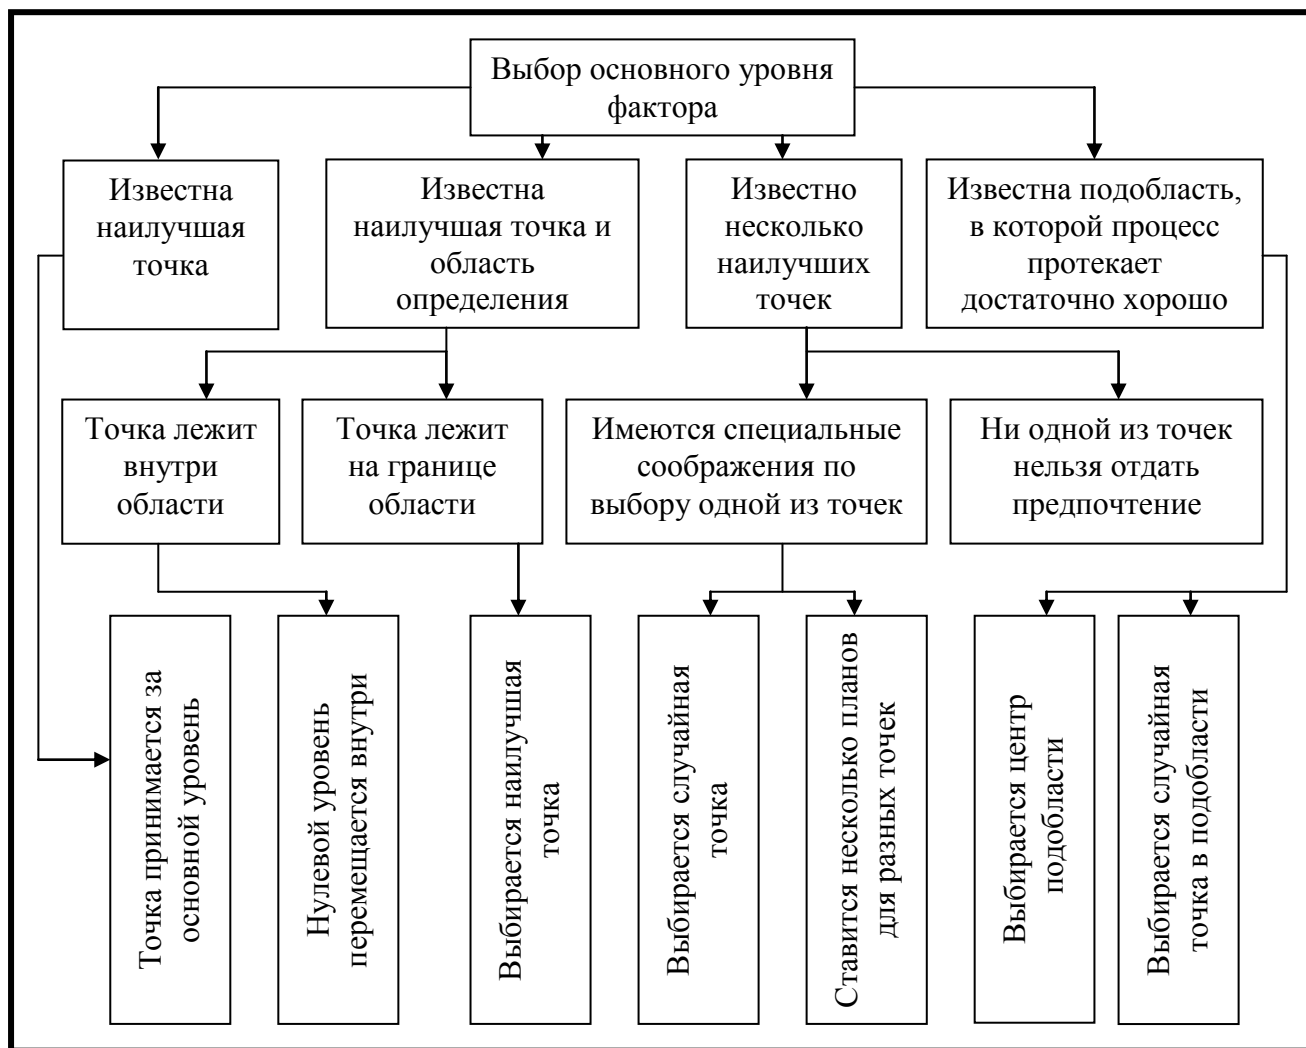 Выбор основного уровня
фактора
Известна
наилучшая
точка
Известна
наилучшая точка и
область
определения
Известно
несколько
наилучших
точек
Известна подобласть,
в которой процесс
протекает
достаточно хорошо
Точка лежит
внутри
области
Точка лежит
на границе
области
Имеются специальные
соображения по
выбору одной из точек
Ни одной из точек
нельзя отдать
предпочтение
Точка принимается за
основной уровень
Нулевой уровень
перемещается внутри
Выбирается наилучшая
точка
Выбирается случайная
точка
Ставится несколько планов
для разных точек
Выбирается центр
подобласти
Выбирается случайная
точка в подобласти